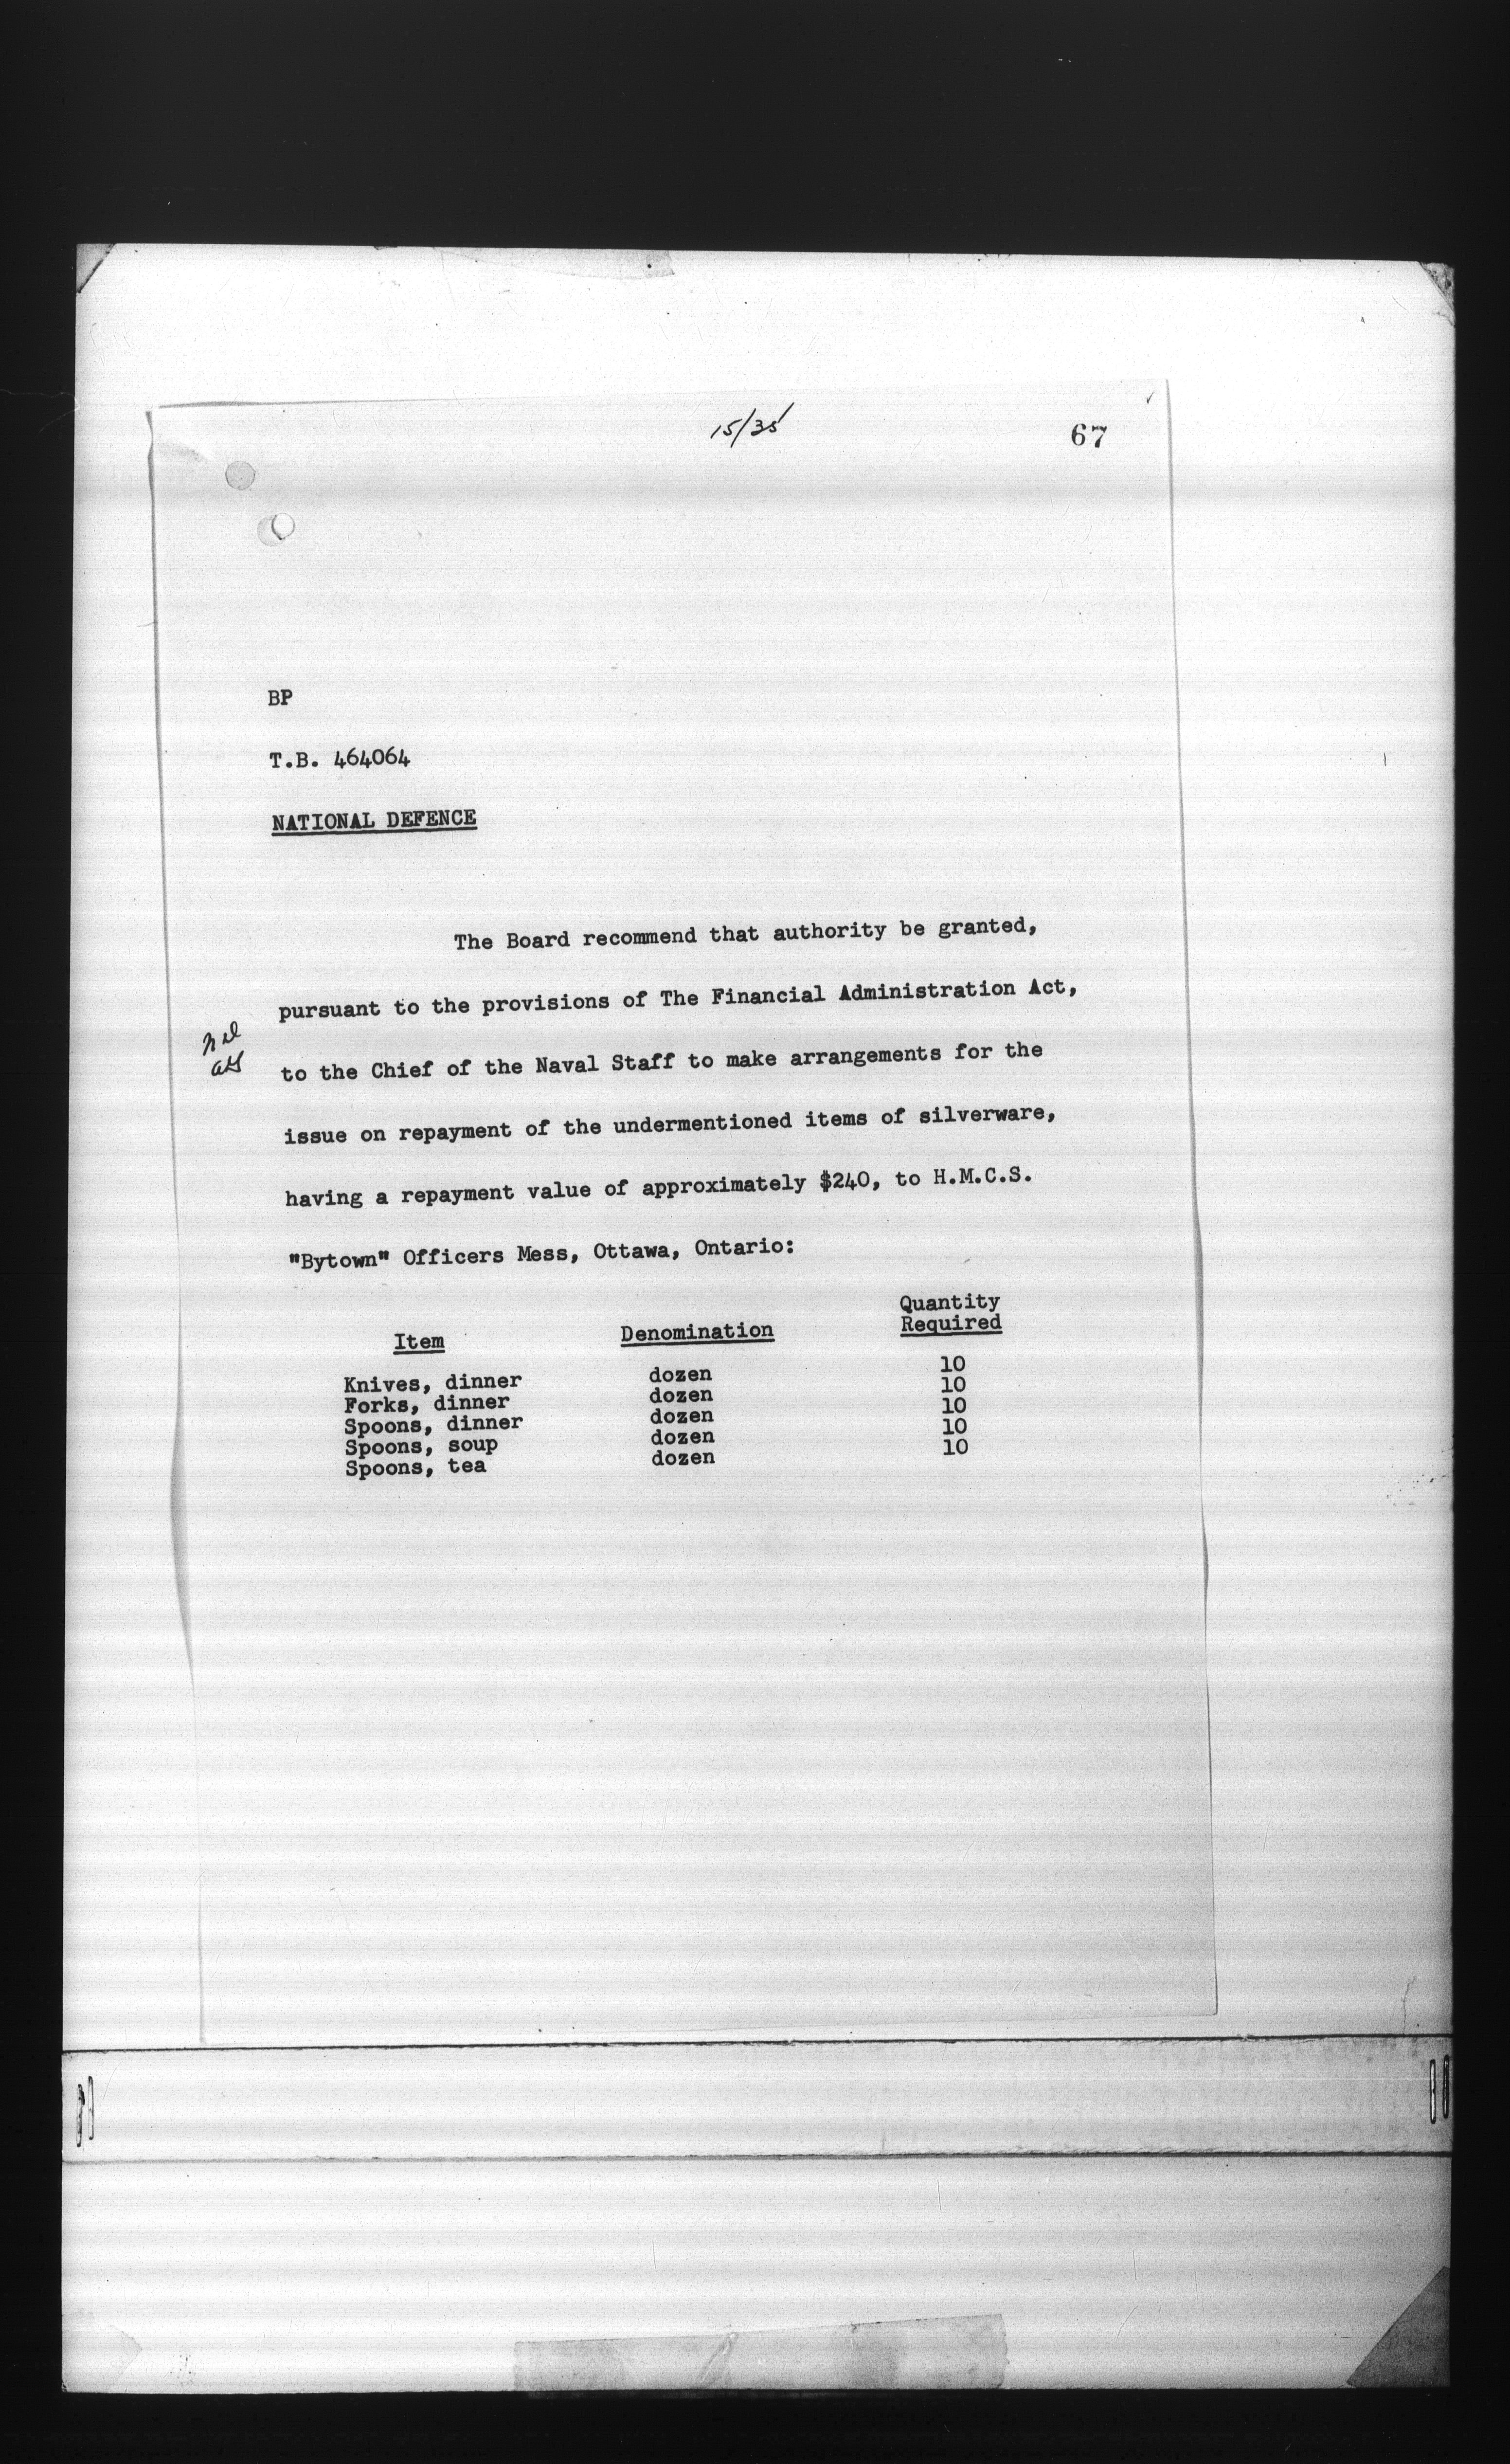 15/35
67
BP
T.B. 464064
NATIONAL DEFENCE
The Board recommend that authority be granted,
pursuant to the provisions of The Financial Administration Act,
to the Chief of the Naval Staff to make arrangements for the
issue on repayment of the undermentioned items of silverware,
having a repayment value of approximately $240, to H.M.C.S.
"Bytown" Officers Mess, Ottawa, Ontario:
Item Denomination Quantity Required
Knives, dinner dozen 10
Forks, dinner dozen 10
Spoons, dinner dozen 10
Spoons, soup dozen 10
Spoons, tea dozen 10